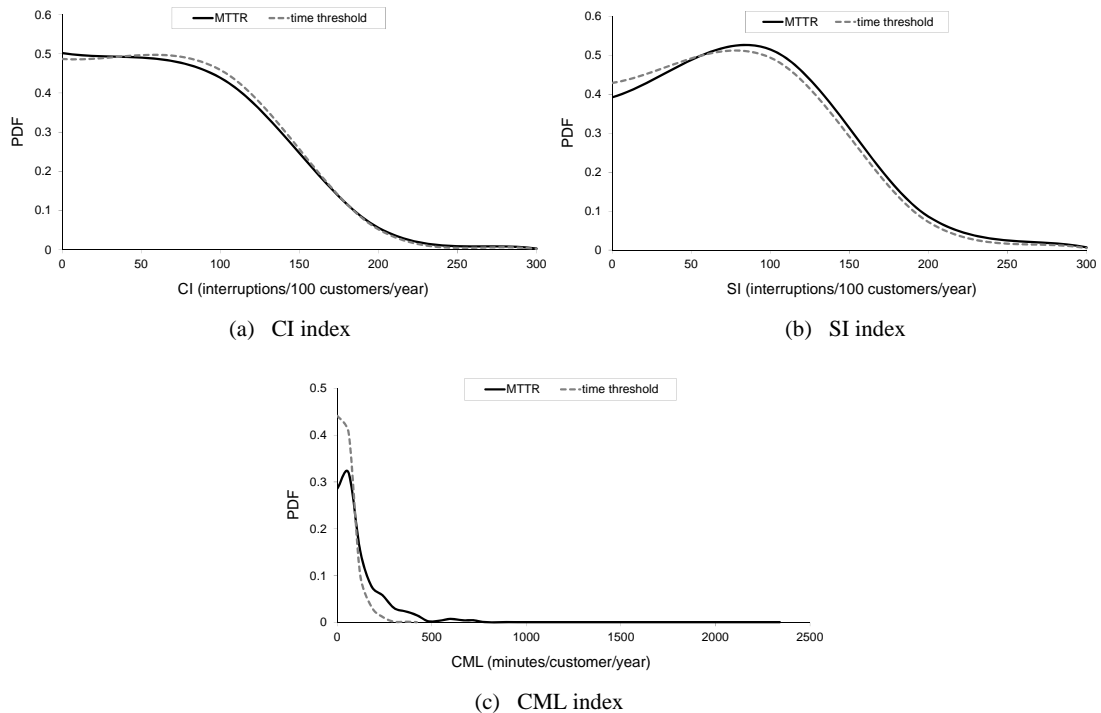 MTTR time threshold
0.6
0.5
0.4
0.3
0.2
0.1
0
PDF
0 50 100 150 200 250 300
CI (interruptions/100 customers/year)
(a) CI index
MTTR time threshold
0.6
0.5
0.4
0.3
0.2
0.1
0
PDF
0 50 100 150 200 250 300
SI (interruptions/100 customers/year)
(b) SI index
MTTR time threshold
0.5
0.4
0.3
0.2
0.1
0
PDF
0 500 1000 1500 2000 2500
CML (minutes/customer/year)
(c) CML index